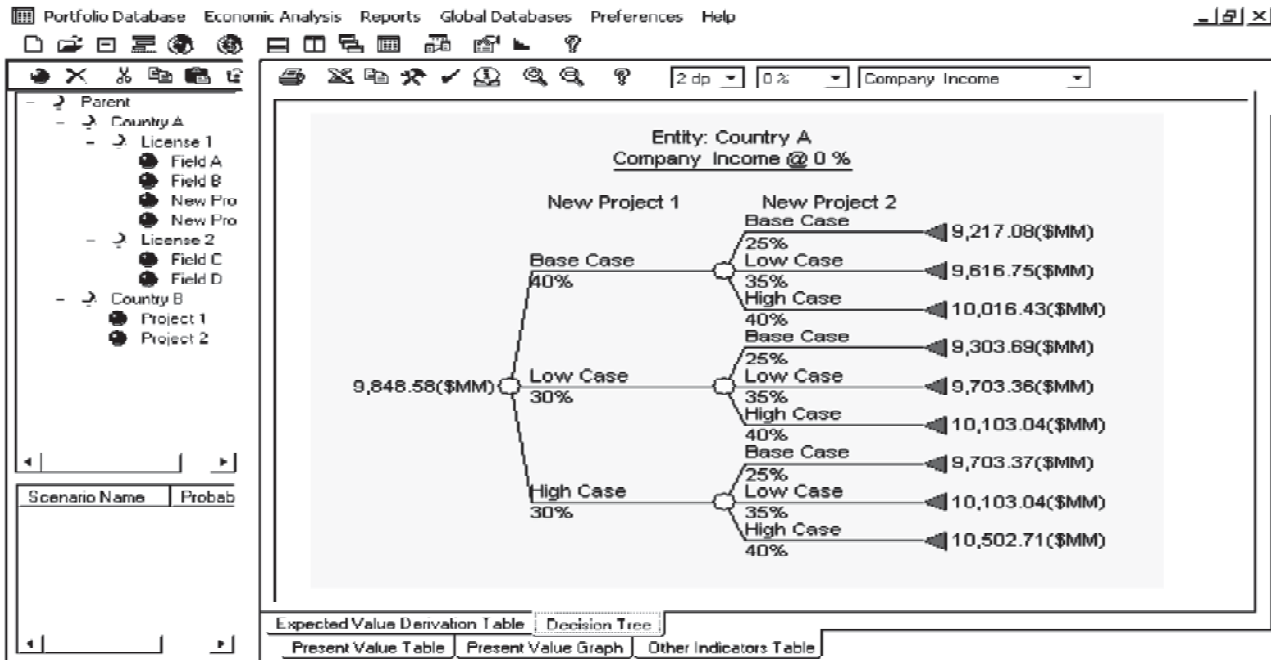 Portfolio Database Economic Analysis Reports Global Databases Preferences Help
2 dp 0 % Company Income
Parent
Country A
License 1
Field A
Field B
New Pro
New Pro
License 2
Field C
Field D
Country B
Project 1
Project 2
Scenario Name Probab
Entity: Country A
Company Income @ 0 %
New Project 1 New Project 2
Base Case
9,217.08($MM)
25%
Base Case Low Case
9,616.75($MM)
40% 35%
High Case
10,016.43($MM)
40%
Base Case
9,303.69($MM)
25%
Low Case Low Case
9,848.58($MM) 9,703.36($MM)
30% 35%
High Case
10,103.04($MM)
40%
Base Case
9,703.37($MM)
25%
High Case Low Case
10,103.04($MM)
30% 35%
High Case
10,502.71($MM)
40%
Expected Value Derivation Table Decision Tree
Present Value Table Present Value Graph Other Indicators Table